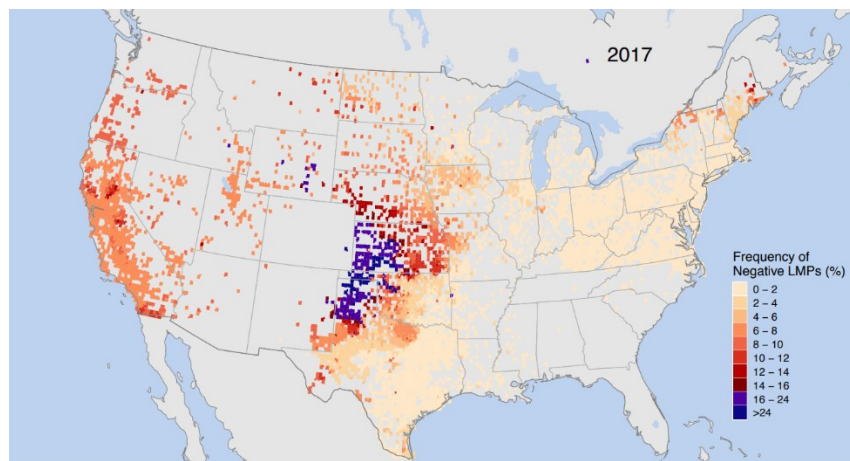 2017
Frequency of
Negative LMPs (%)
0 – 2
2 – 4
4 – 6
6 – 8
8 – 10
10 – 12
12 – 14
14 – 16
16 – 24
>24